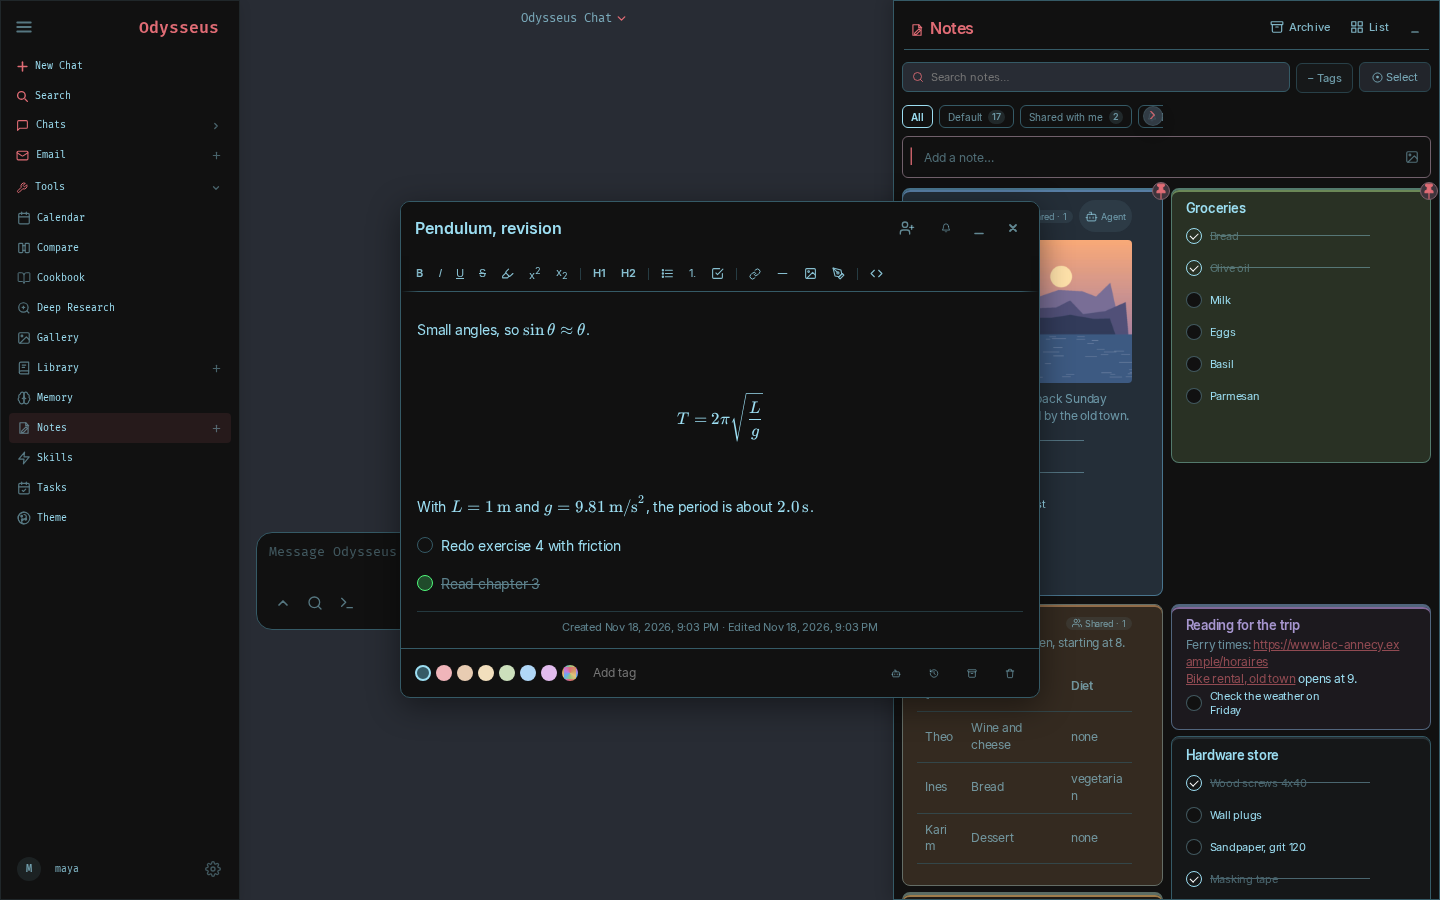 Odysseus
New Chat
Search
Chats
Email
Tools
Calendar
Compare
Cookbook
Deep Research
Gallery
Library
Memory
Notes
Skills
Tasks
Theme
M maya
Odysseus Chat
Message Odysseus
Notes
Archive
List
Search notes...
− Tags
Select
All
Default 17
Shared with me 2
Add a note...
ared · 1
Agent
back Sunday
d by the old town.
st
Groceries
Bread
Olive oil
Milk
Eggs
Basil
Parmesan
Pendulum, revision
B I U S x² x₂ H1 H2 1.
Small angles, so sin θ ≈ θ.
T = 2π√(L/g)
With L = 1 m and g = 9.81 m/s², the period is about 2.0 s.
Redo exercise 4 with friction
Read chapter 3
Created Nov 18, 2026, 9:03 PM · Edited Nov 18, 2026, 9:03 PM
Add tag
Shared · 1
en, starting at 8.
Diet
Theo Wine and cheese none
Ines Bread vegetarian
Karim Dessert none
Reading for the trip
Ferry times: https://www.lac-annecy.ex
ample/horaires
Bike rental, old town opens at 9.
Check the weather on
Friday
Hardware store
Wood screws 4x40
Wall plugs
Sandpaper, grit 120
Masking tape